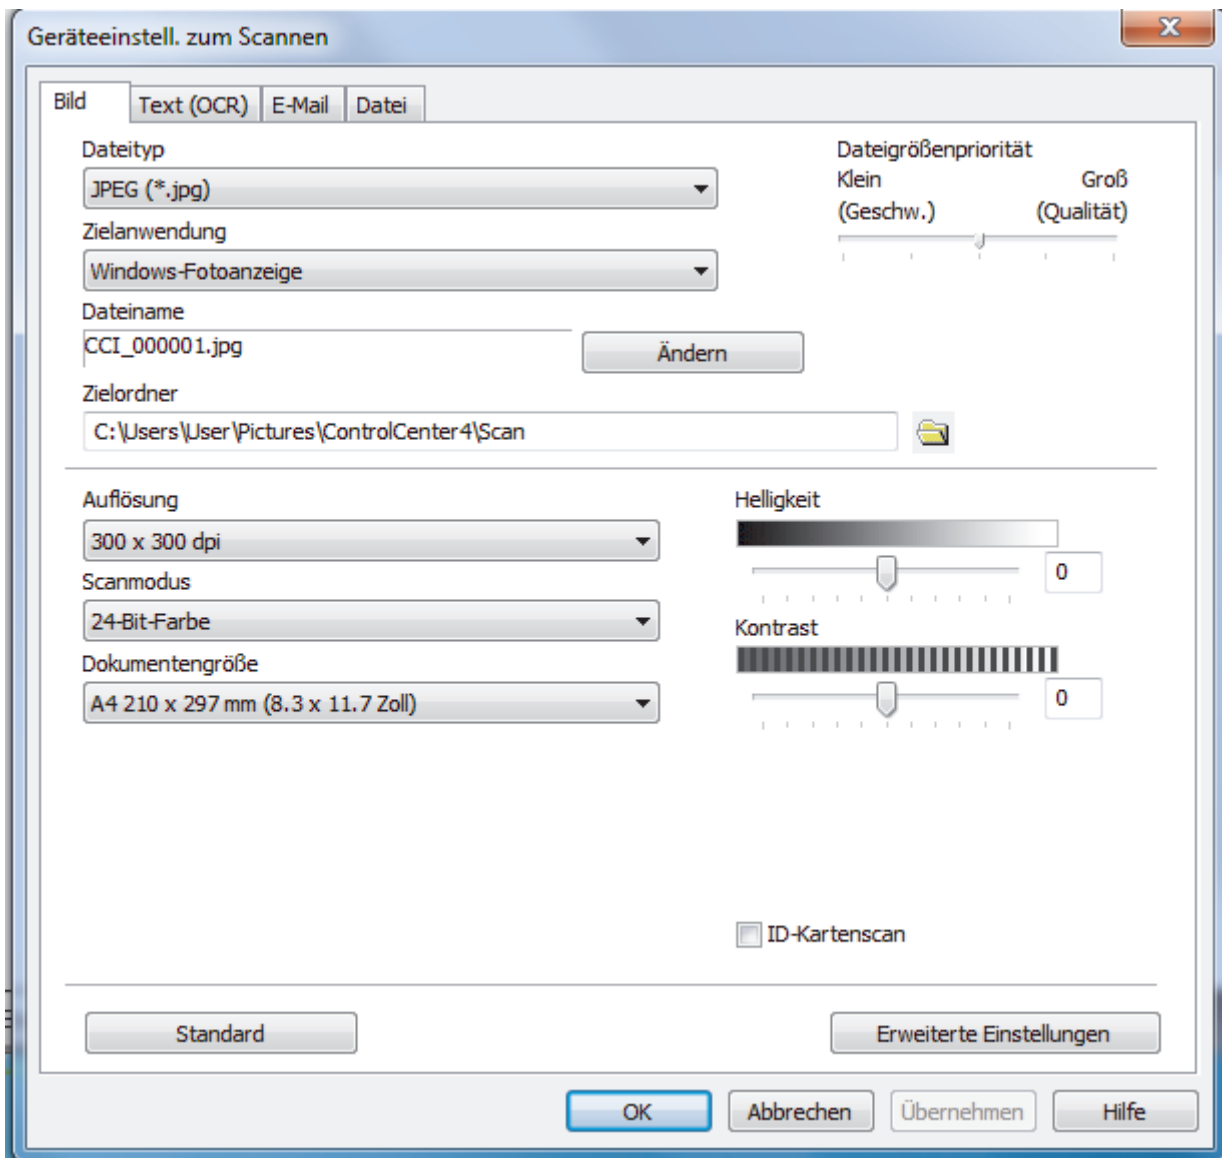 Geräteeinstell. zum Scannen
Bild Text (OCR) E-Mail Datei
Dateityp
JPEG (*.jpg)
Zielanwendung
Windows-Fotoanzeige
Dateiname
CCI_000001.jpg
Ändern
Zielordner
C:\Users\User\Pictures\ControlCenter4\Scan
Dateigrößenpriorität
Klein Groß
(Geschw.) (Qualität)
Auflösung
300 x 300 dpi
Scanmodus
24-Bit-Farbe
Dokumentengröße
A4 210 x 297 mm (8.3 x 11.7 Zoll)
Helligkeit
0
Kontrast
0
ID-Kartenscan
Standard
Erweiterte Einstellungen
OK Abbrechen Übernehmen Hilfe